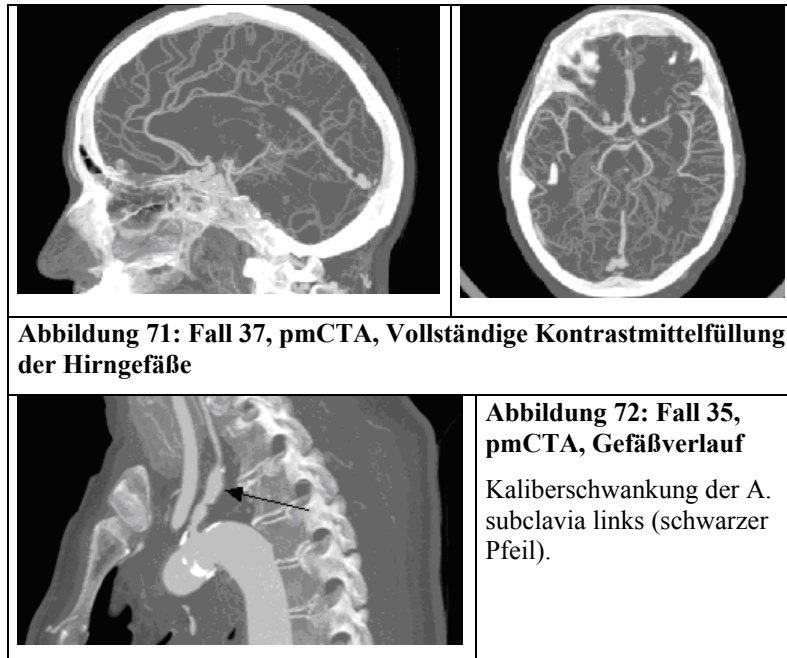 Abbildung 71: Fall 37, pmCTA, Vollständige Kontrastmittelfüllung
der Hirngefäße
Abbildung 72: Fall 35,
pmCTA, Gefäßverlauf
Kaliberschwankung der A.
subclavia links (schwarzer
Pfeil).